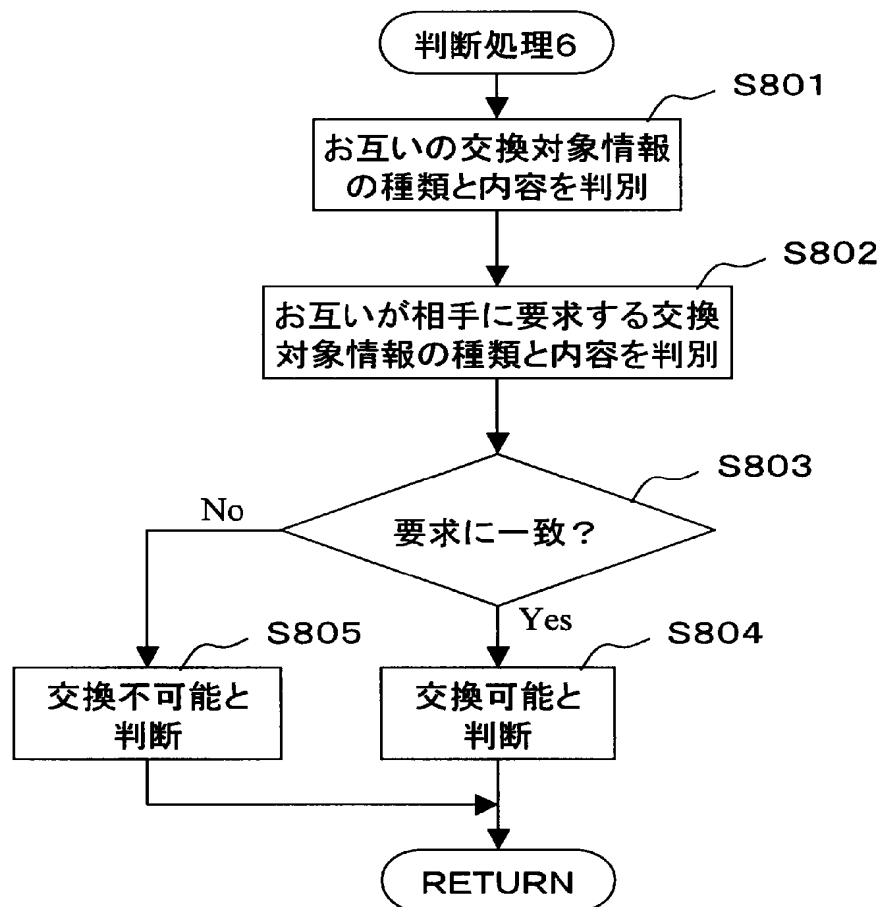 判断処理6
S801
お互いの交換対象情報
の種類と内容を判別
S802
お互いが相手に要求する交換
対象情報の種類と内容を判別
S803
No
要求に一致？
Yes
S805
S804
交換不可能と
判断
交換可能と
判断
RETURN